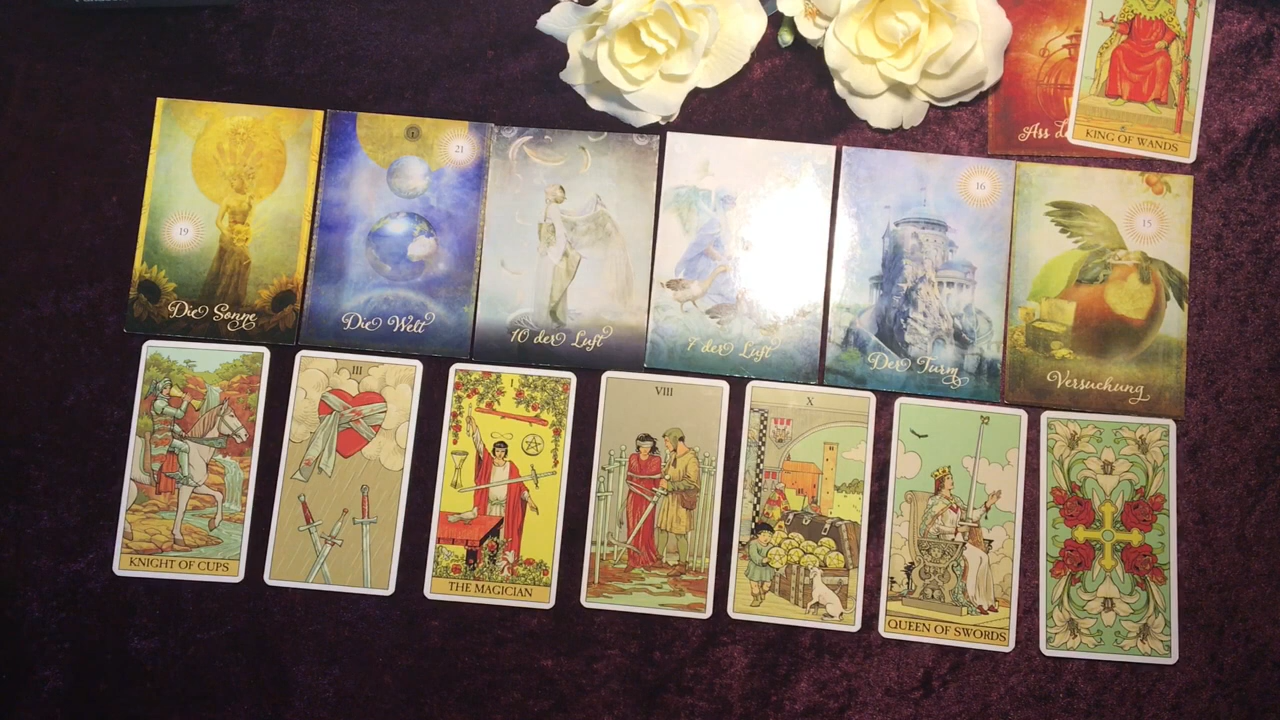 Ass
KING OF WANDS
19
Die Sonne
21
Die Welt
10 der Luft
7 der Luft
16
Der Turm
15
Versuchung
KNIGHT OF CUPS
III
I
THE MAGICIAN
VIII
X
QUEEN OF SWORDS